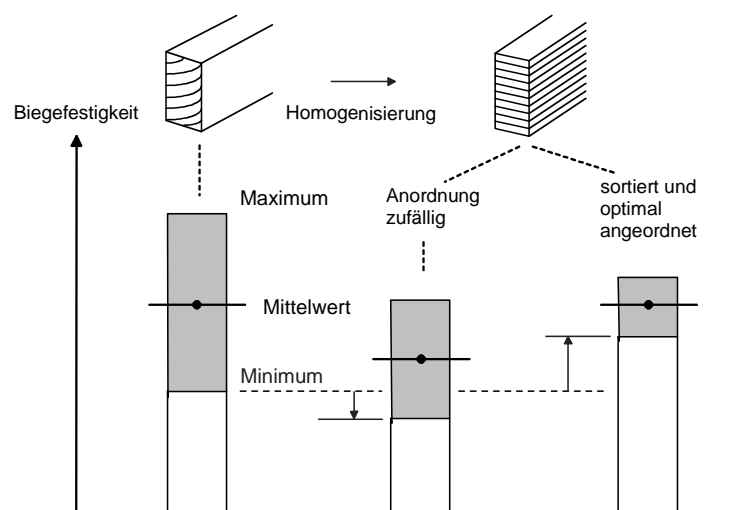 Biegefestigkeit
Homogenisierung
Maximum
Anordnung
zufällig
sortiert und
optimal
angeordnet
Mittelwert
Minimum